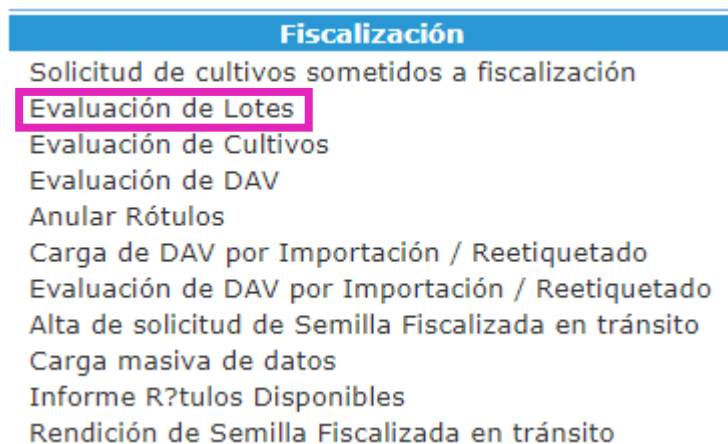 Fiscalización
Solicitud de cultivos sometidos a fiscalización
Evaluación de Lotes
Evaluación de Cultivos
Evaluación de DAV
Anular Rótulos
Carga de DAV por Importación / Reetiquetado
Evaluación de DAV por Importación / Reetiquetado
Alta de solicitud de Semilla Fiscalizada en tránsito
Carga masiva de datos
Informe R?tulos Disponibles
Rendición de Semilla Fiscalizada en tránsito